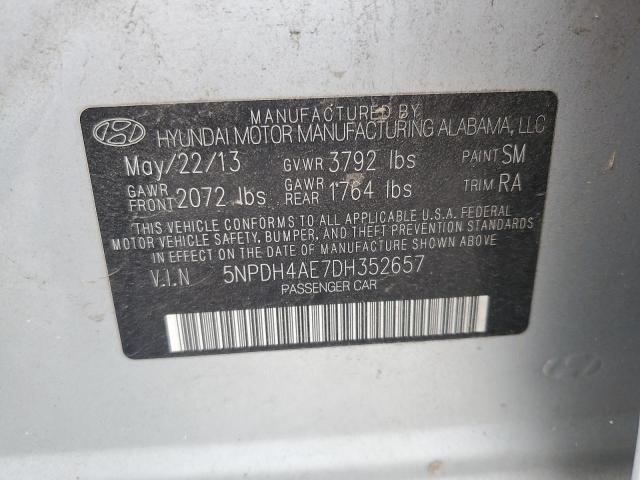 MANUFACTURED BY
HYUNDAI MOTOR MANUFACTURING ALABAMA, LLC
May/22/13 GVWR 3792 lbs PAINT SM
GAWR FRONT 2072 lbs GAWR REAR 1764 lbs TRIM RA
THIS VEHICLE CONFORMS TO ALL APPLICABLE U.S.A. FEDERAL
MOTOR VEHICLE SAFETY, BUMPER, AND THEFT PREVENTION STANDARDS
IN EFFECT ON THE DATE OF MANUFACTURE SHOWN ABOVE.
V.I.N 5NPDH4AE7DH352657
PASSENGER CAR